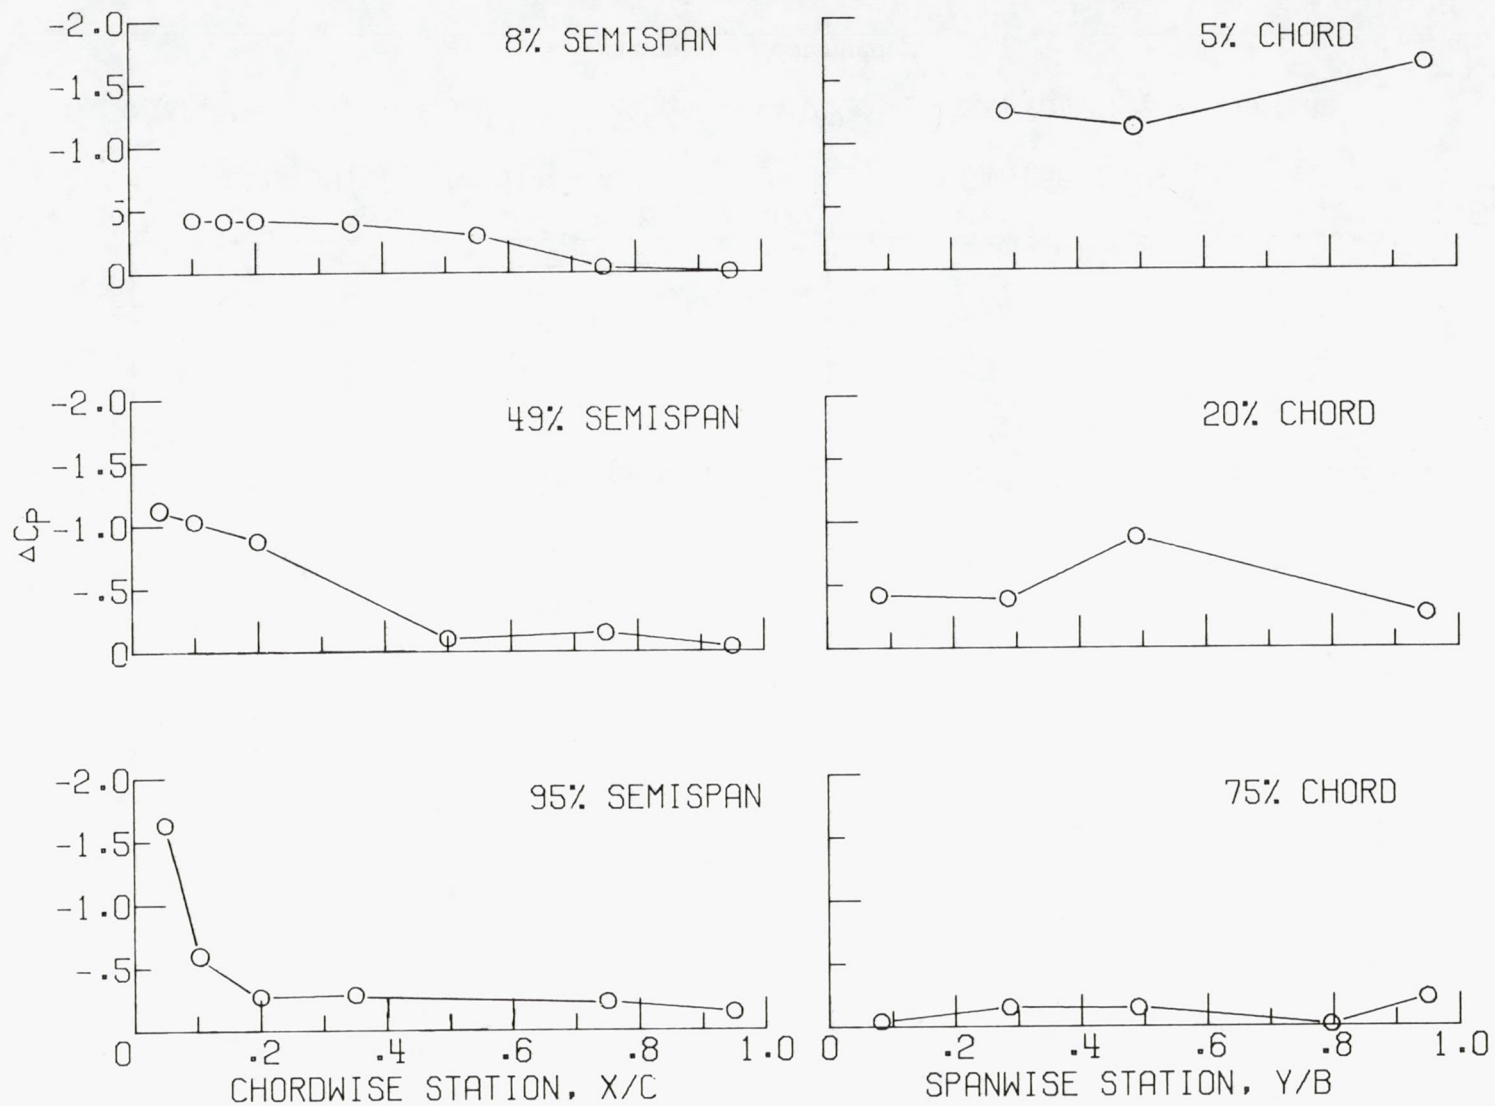 -2.0
8% SEMISPAN
-1.5
-1.0
5
0
5% CHORD
-2.0
49% SEMISPAN
-1.5
ΔCP
-1.0
-.5
0
20% CHORD
-2.0
95% SEMISPAN
-1.5
-1.0
-.5
0 .2 .4 .6 .8 1.0
CHORDWISE STATION, X/C
75% CHORD
0 .2 .4 .6 .8 1.0
SPANWISE STATION, Y/B